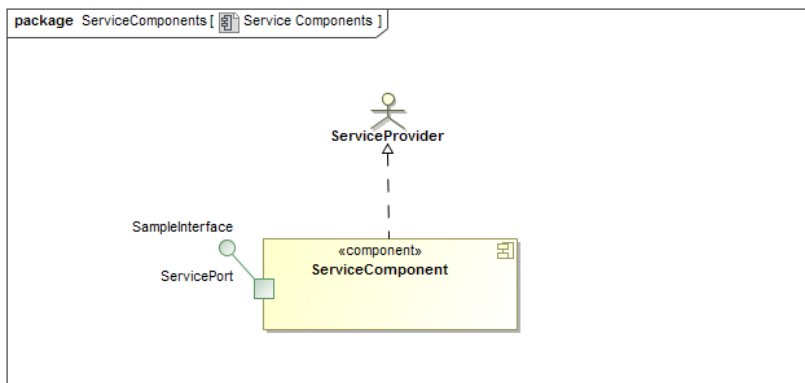 package ServiceComponents [ Service Components ]
ServiceProvider
SampleInterface
«component»
ServiceComponent
ServicePort